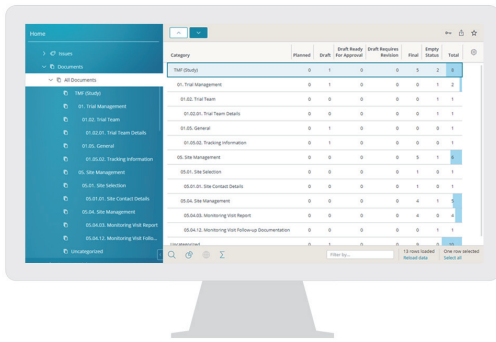 Home
Issues
Documents
All Documents
TMF (Study)
01. Trial Management
01.02. Trial Team
01.02.01. Trial Team Details
01.05. General
01.05.02. Tracking Information
05. Site Management
05.01. Site Selection
05.01.01. Site Contact Details
05.04. Site Management
05.04.03. Monitoring Visit Report
05.04.12. Monitoring Visit Follo...
Uncategorized
Category Planned Draft Draft Ready For Approval Draft Requires Revision Final Empty Status Total
TMF (Study) 0 1 0 0 5 2 8
01. Trial Management 0 1 0 0 0 1 2
01.02. Trial Team 0 0 0 0 0 1 1
01.02.01. Trial Team Details 0 0 0 0 0 1 1
01.05. General 0 1 0 0 0 0 1
01.05.02. Tracking Information 0 1 0 0 0 0 1
05. Site Management 0 0 0 0 5 1 6
05.01. Site Selection 0 0 0 0 1 0 1
05.01.01. Site Contact Details 0 0 0 0 1 0 1
05.04. Site Management 0 0 0 0 4 1 5
05.04.03. Monitoring Visit Report 0 0 0 0 4 0 4
05.04.12. Monitoring Visit Follow-up Documentation 0 0 0 0 0 1 1
Uncategorized
Filter by...
13 rows loaded
Reload data
One row selected
Select all